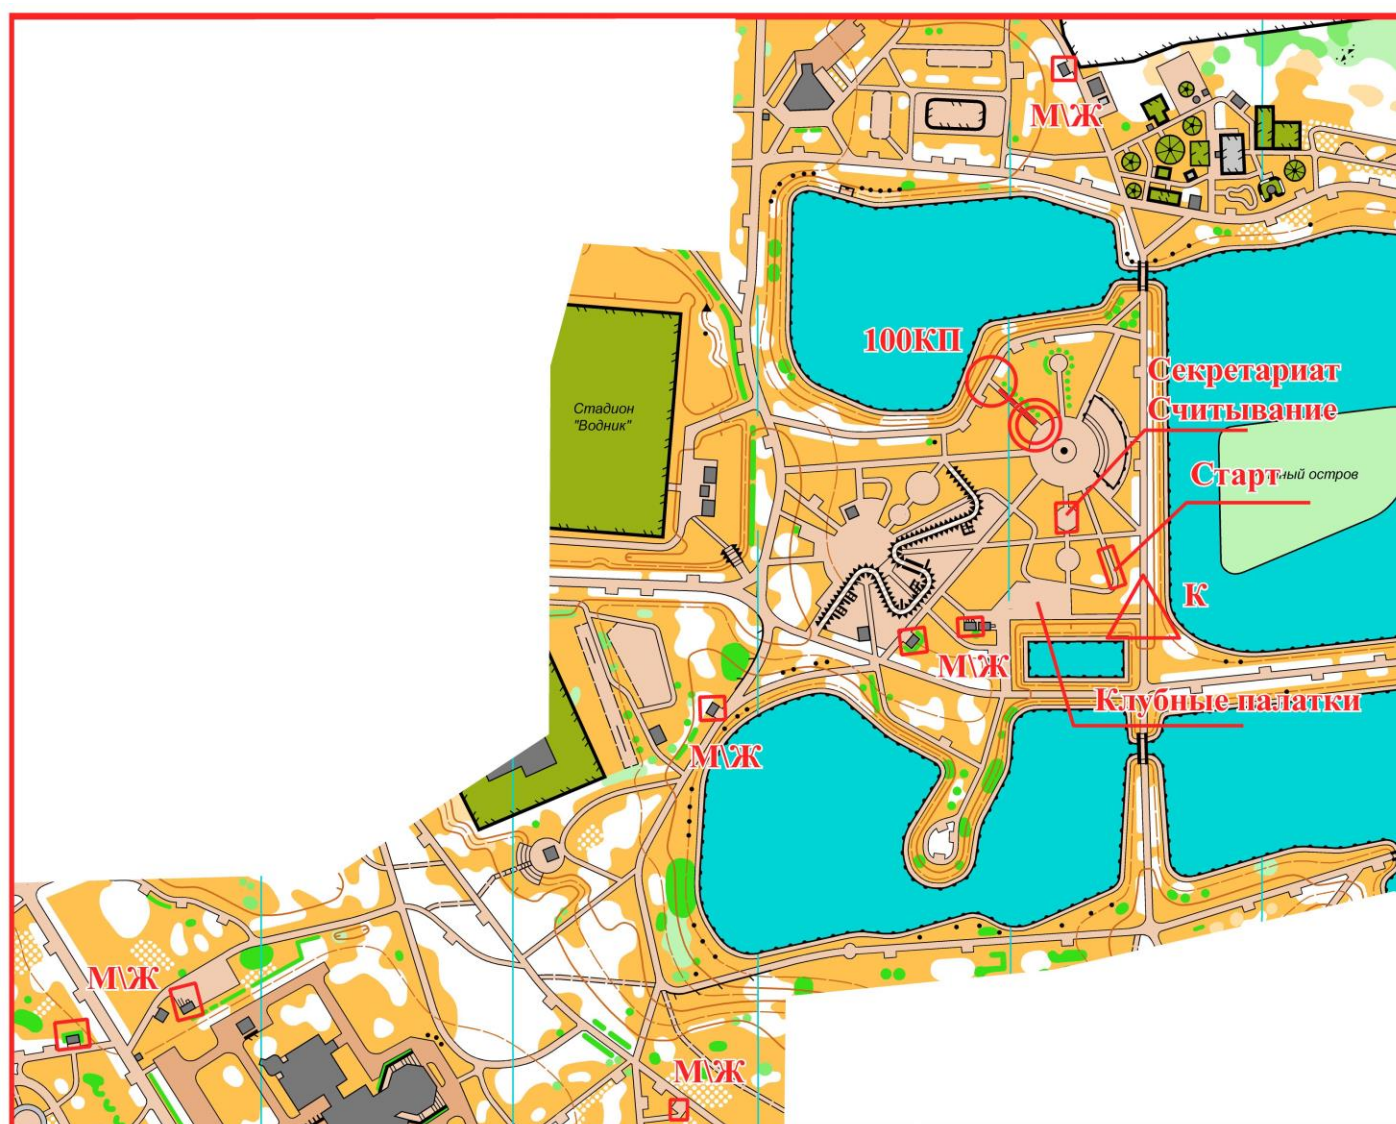 М\Ж
100КП
Секретариат
Считывание
Стадион
"Водник"
Старт
ный остров
К
М\Ж
Клубные палатки
М\Ж
М\Ж
М\Ж